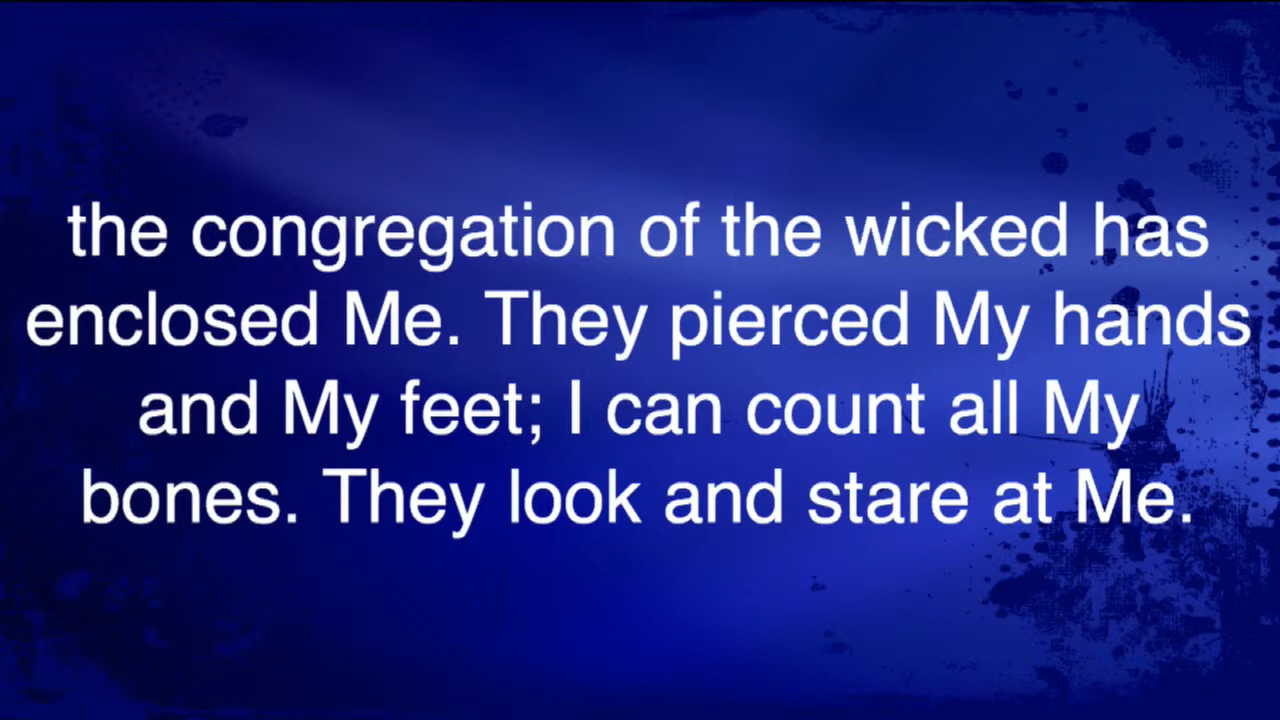 the congregation of the wicked has
enclosed Me. They pierced My hands
and My feet; I can count all My
bones. They look and stare at Me.